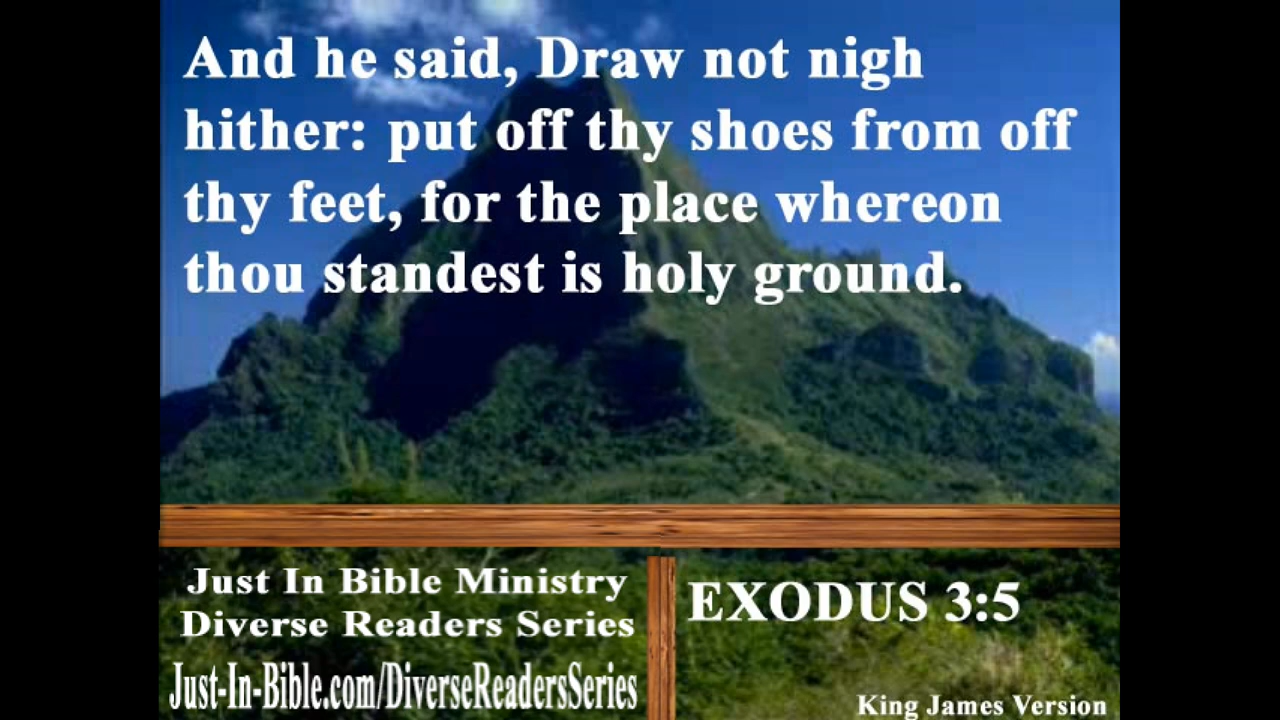 And he said, Draw not nigh
hither: put off thy shoes from off
thy feet, for the place whereon
thou standest is holy ground.
Just In Bible Ministry
Diverse Readers Series
Just-In-Bible.com/DiverseReadersSeries
EXODUS 3:5
King James Version